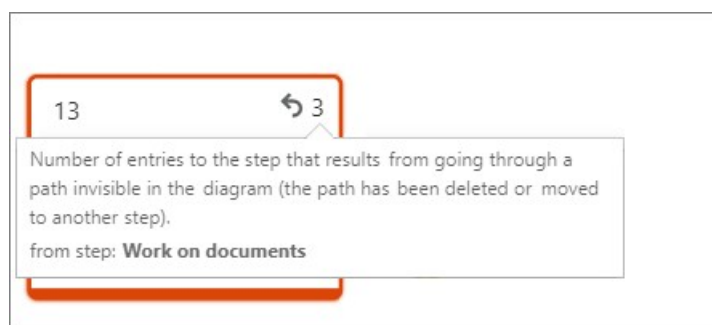 13 3
Number of entries to the step that results from going through a
path invisible in the diagram (the path has been deleted or moved
to another step).
from step: Work on documents